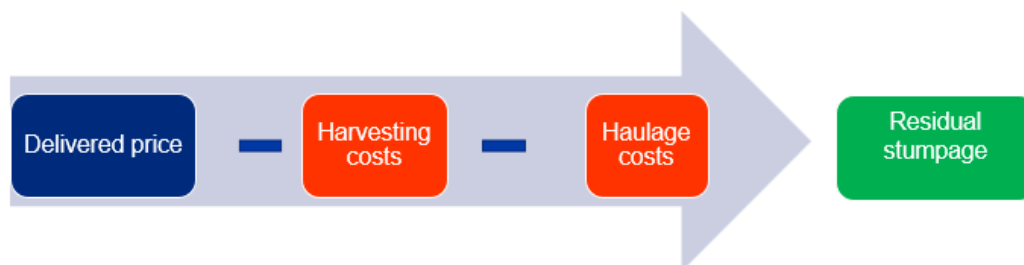 Delivered price
Harvesting
costs
Haulage
costs
Residual
stumpage